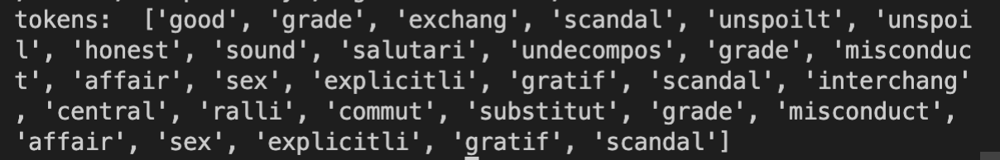 tokens:  ['good', 'grade', 'exchang', 'scandal', 'unspoilt', 'unspoi
l', 'honest', 'sound', 'salutari', 'undecompos', 'grade', 'misconduc
t', 'affair', 'sex', 'explicitli', 'gratif', 'scandal', 'interchang'
, 'central', 'ralli', 'commut', 'substitut', 'grade', 'misconduct',
'affair', 'sex', 'explicitli', 'gratif', 'scandal']